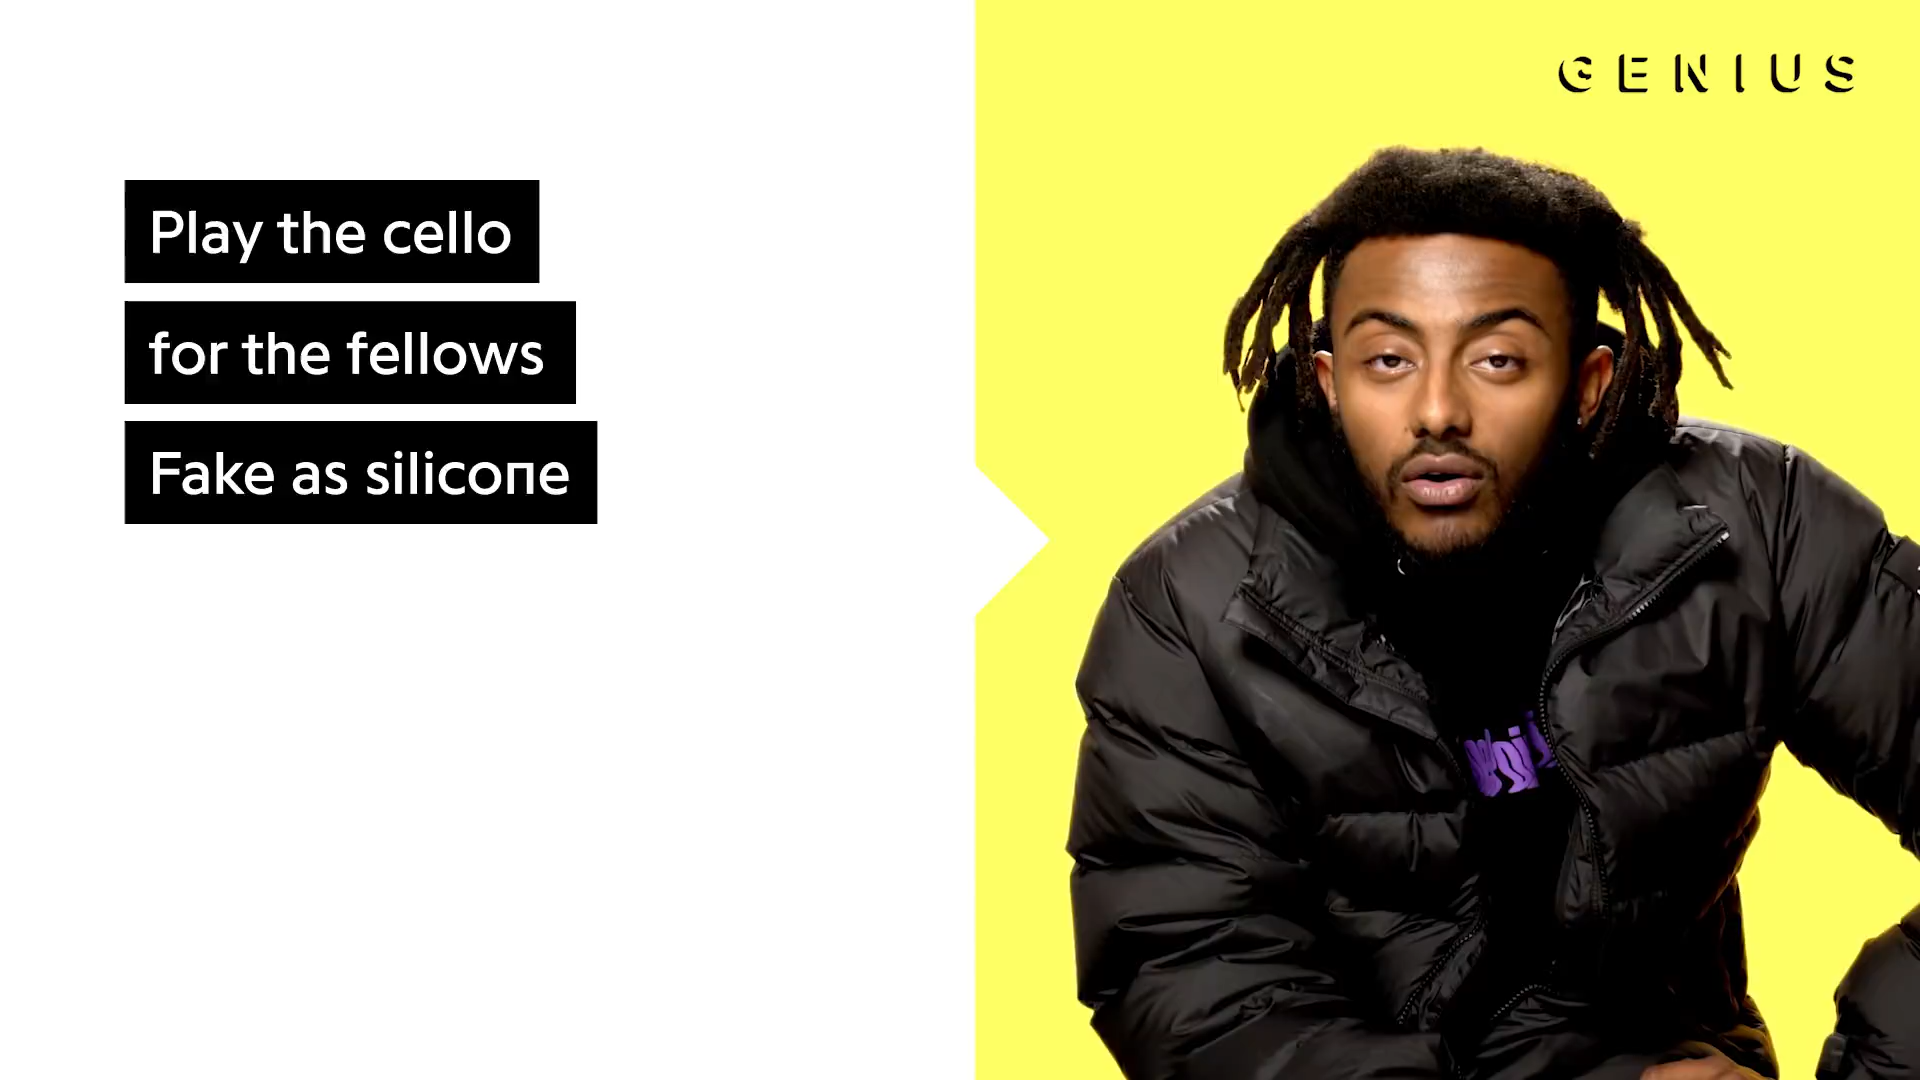 GENIUS
Play the cello
for the fellows
Fake as silicone